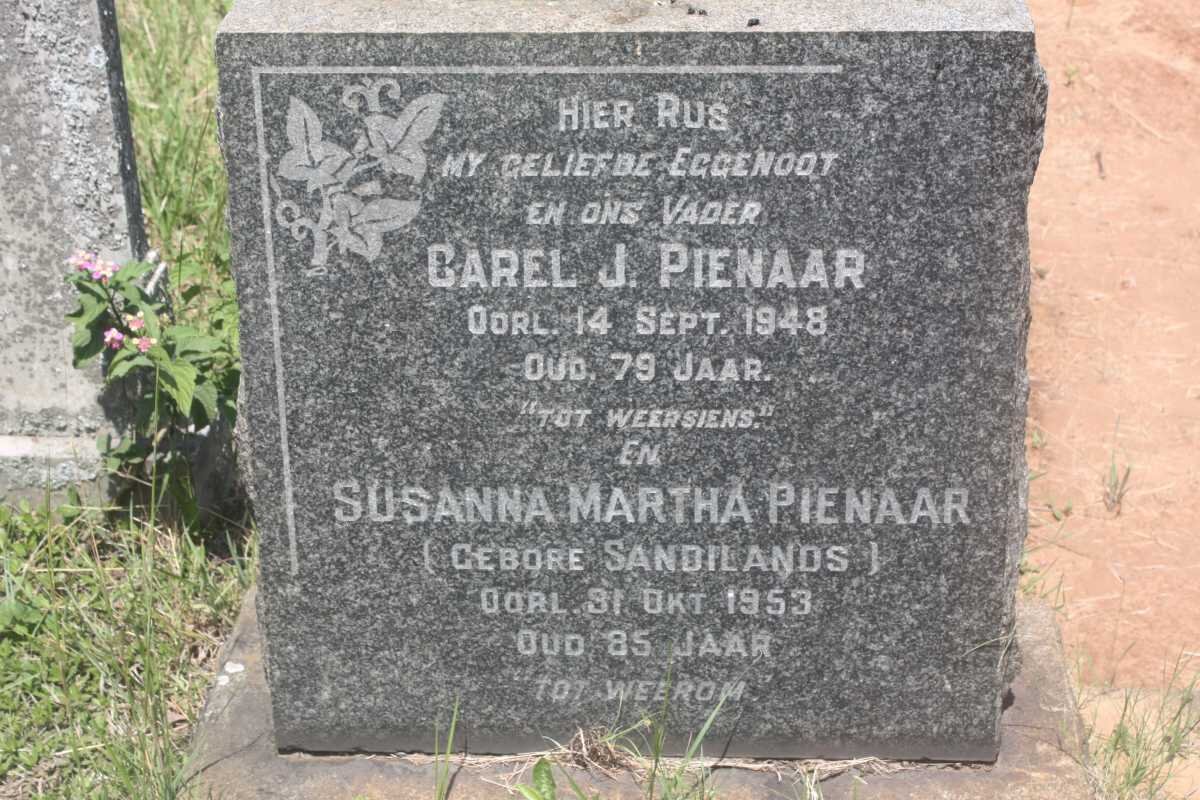 HIER RUS
MY GELIEFDE EGGENOOT
EN ONS VADER
CAREL J. PIENAAR
OORL. 14 SEPT. 1948
OUD. 79 JAAR.
"TOT WEERSIENS."
EN
SUSANNA MARTHA PIENAAR
( GEBORE SANDILANDS )
OORL. 31 OKT 1953
OUD 85 JAAR
"TOT WEEROM"